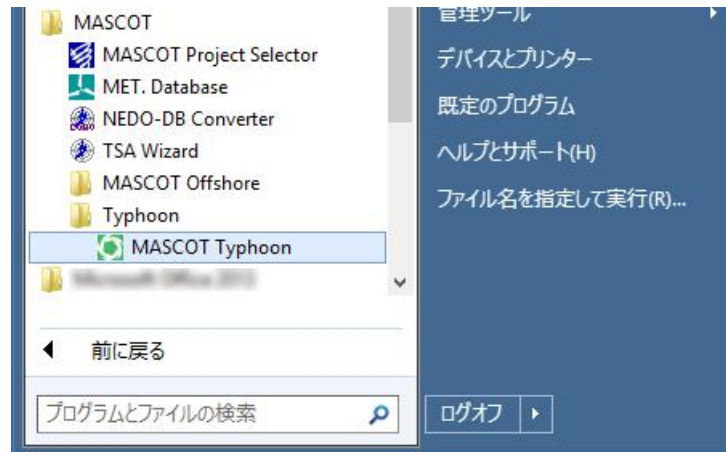 MASCOT
MASCOT Project Selector
MET. Database
NEDO-DB Converter
TSA Wizard
MASCOT Offshore
Typhoon
MASCOT Typhoon
前に戻る
プログラムとファイルの検索
管理ツール
デバイスとプリンター
既定のプログラム
ヘルプとサポート(H)
ファイル名を指定して実行(R)...
ログオフ